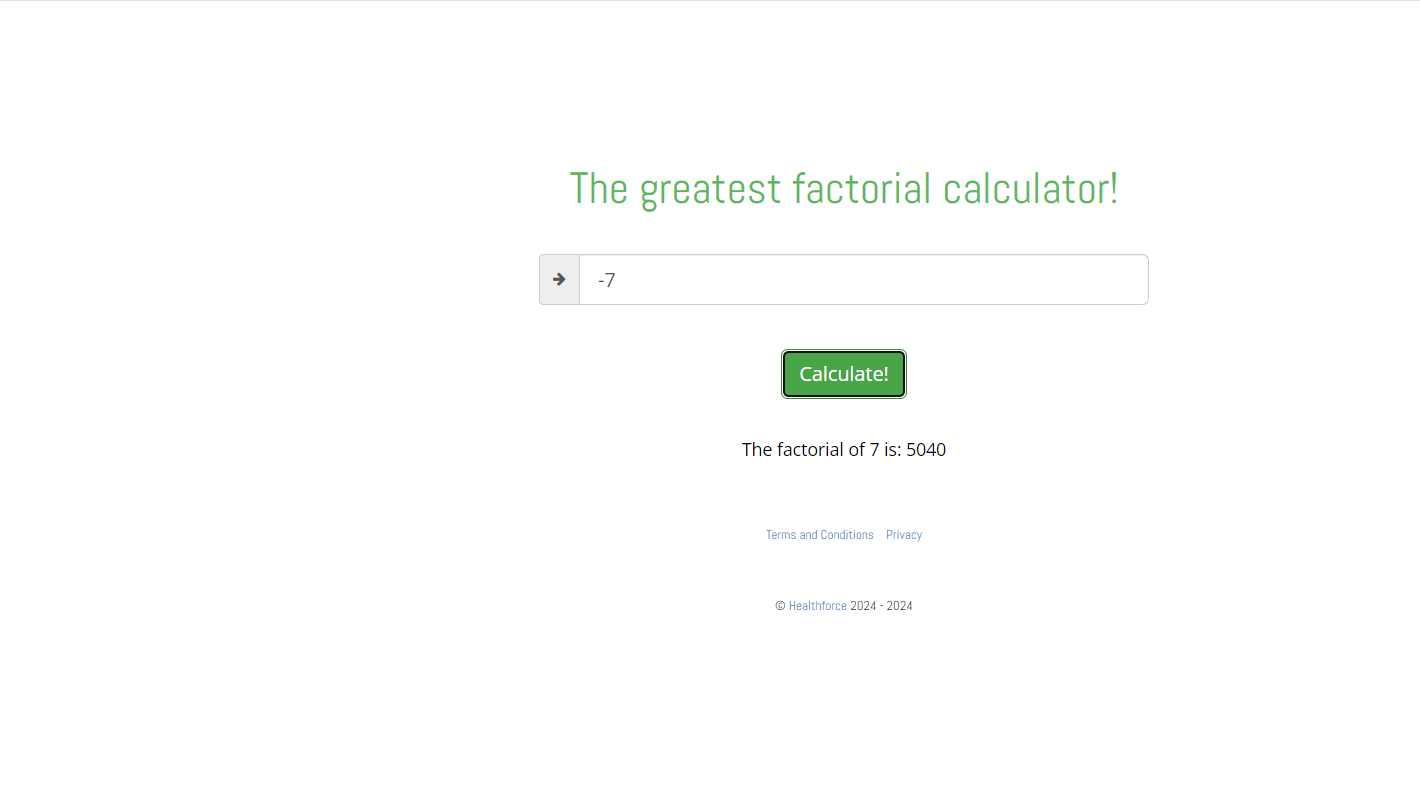 The greatest factorial calculator!
-7
Calculate!
The factorial of 7 is: 5040
Terms and Conditions Privacy
© Healthforce 2024 - 2024